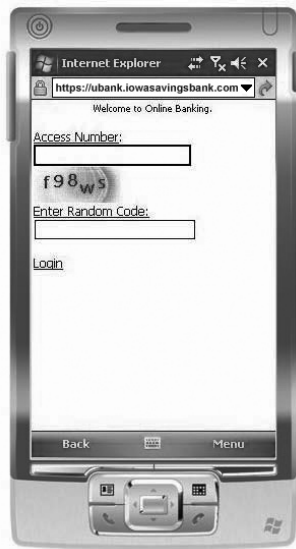 Internet Explorer
https://ubank.iowasavingsbank.com
Welcome to Online Banking.
Access Number:
f98ws
Enter Random Code:
Login
Back Menu